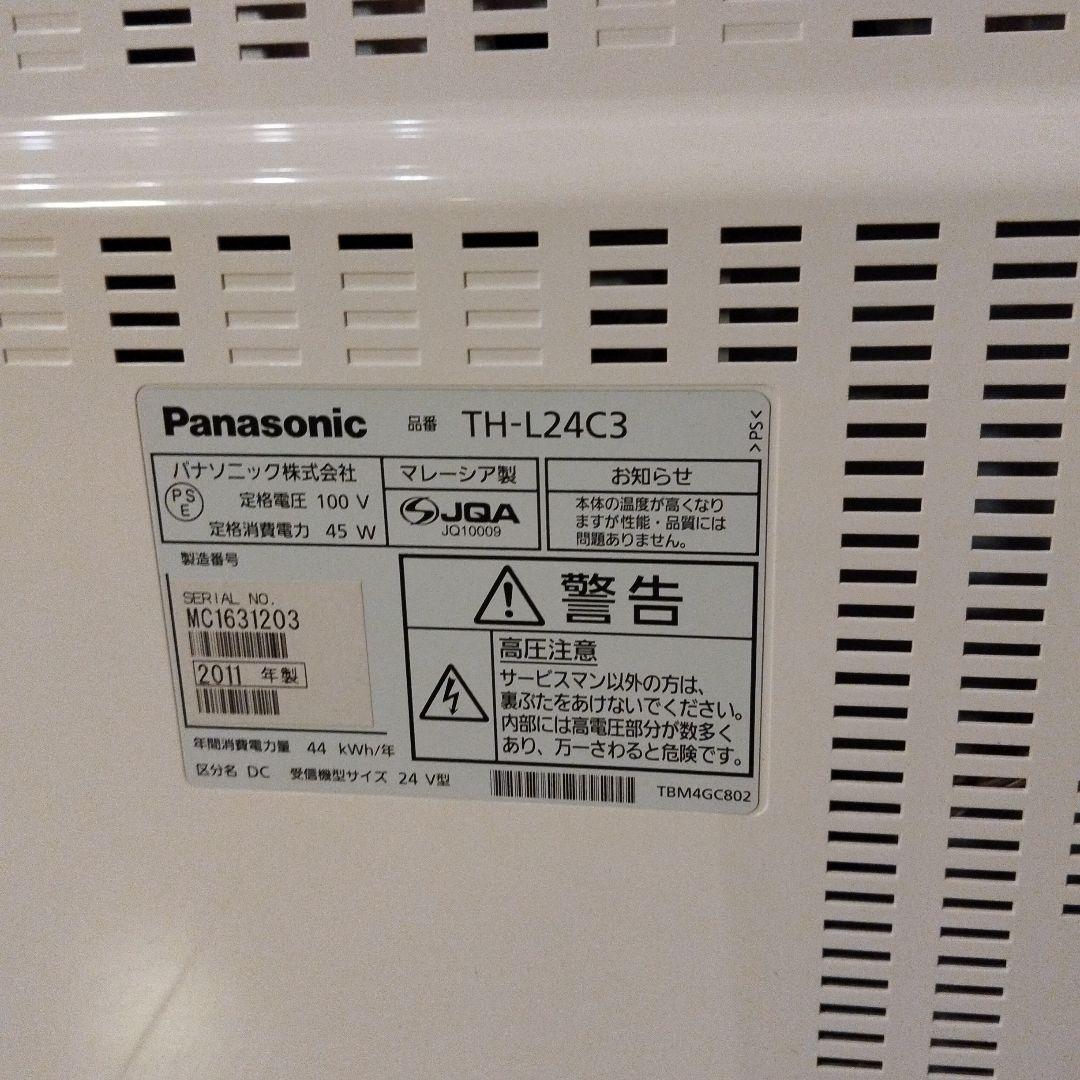 Panasonic 品番 TH-L24C3
>PS<
パナソニック株式会社
PS
E
定格電圧 100 V
定格消費電力 45 W
マレーシア製
JQA
JQ10009
お知らせ
本体の温度が高くなり
ますが性能・品質には
問題ありません。
製造番号
SERIAL NO.
MC1631203
2011 年製
警告
高圧注意
サービスマン以外の方は、
裏ぶたをあけないでください。
内部には高電圧部分が数多く
あり、万一さわると危険です。
年間消費電力量 44 kWh/年
区分名 DC 受信機型サイズ 24 V型
TBM4GC802